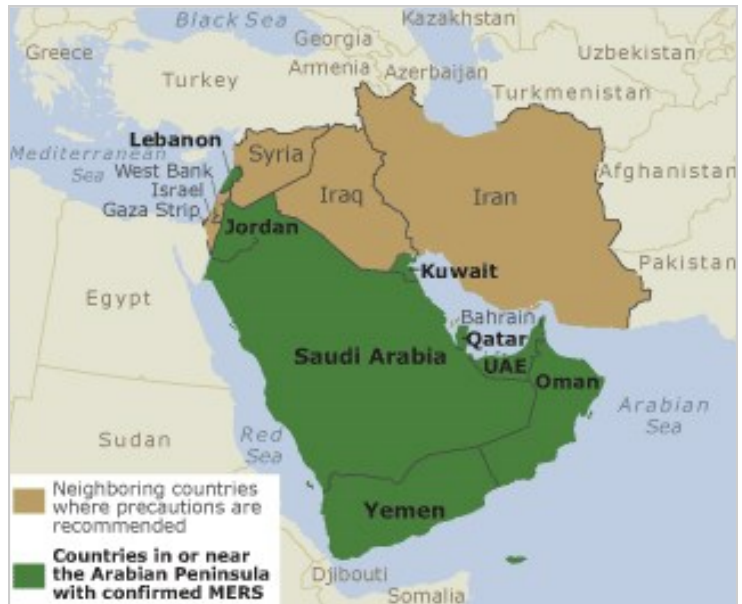 Black Sea
Kazakhstan
Georgia
Greece
Uzbekistan
Armenia
Azerbaijan
Turkey
Turkmenistan
Lebanon
Mediterranean
Sea
Syria
West Bank
Afghanistan
Israel
Iraq
Iran
Gaza Strip
Jordan
Pakistan
Kuwait
Egypt
Bahrain
Qatar
Saudi Arabia
UAE
Oman
Arabian
Sea
Sudan
Red
Sea
Neighboring countries
where precautions are
recommended
Yemen
Countries in or near
the Arabian Peninsula
with confirmed MERS
Djibouti
Somalia